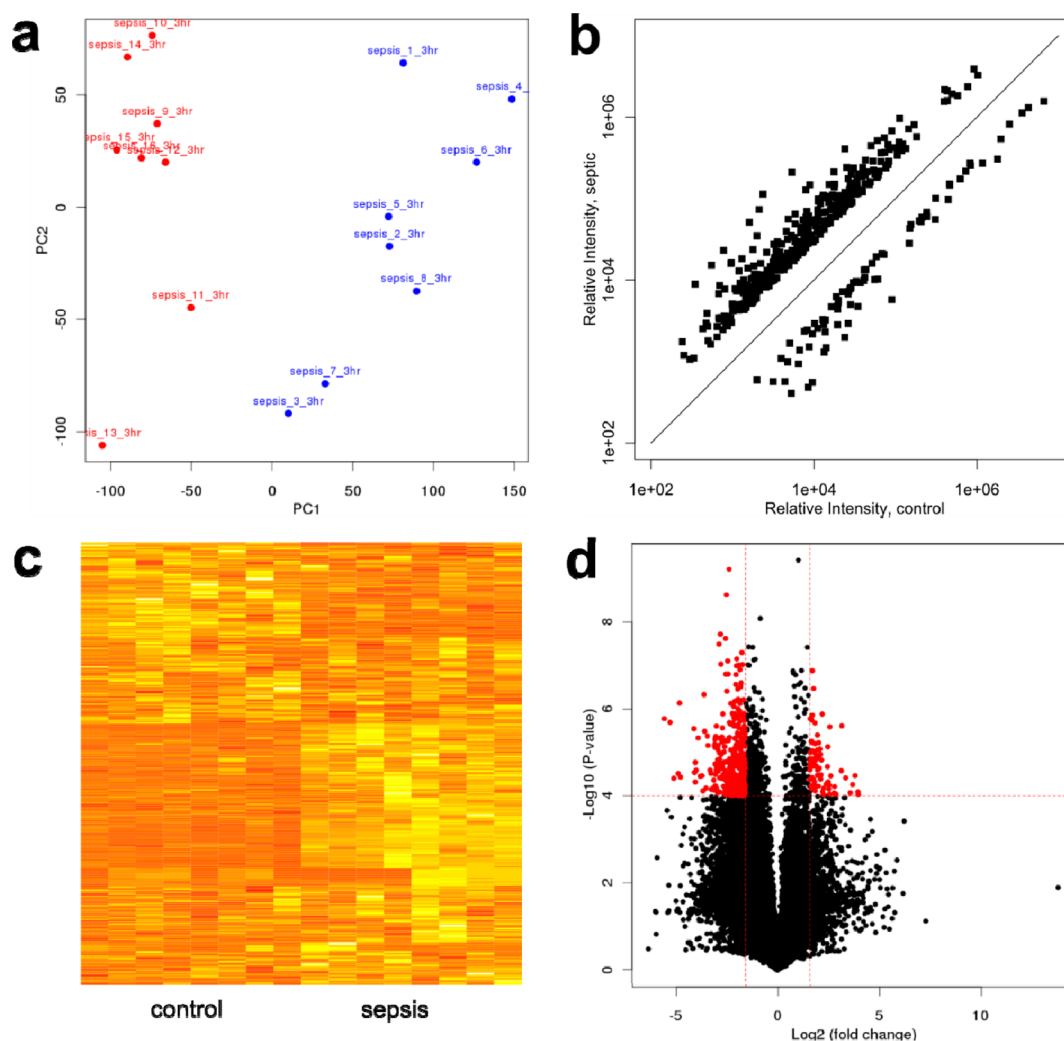 a
sepsis_10_3hr
sepsis_14_3hr
sepsis_1_3hr
sepsis_4_
sepsis_9_3hr
sepsis_6_3hr
sepsis_12_3hr
sepsis_5_3hr
sepsis_2_3hr
sepsis_8_3hr
sepsis_11_3hr
sepsis_7_3hr
sepsis_3_3hr
sis_13_3hr
50
0
-50
-100
PC2
-100 -50 0 50 100 150
PC1
b
1e+06
1e+04
1e+02
Relative Intensity, septic
1e+02 1e+04 1e+06
Relative Intensity, control
c
control sepsis
d
8
6
4
2
0
-Log10 (P-value)
-5 0 5 10
Log2 (fold change)